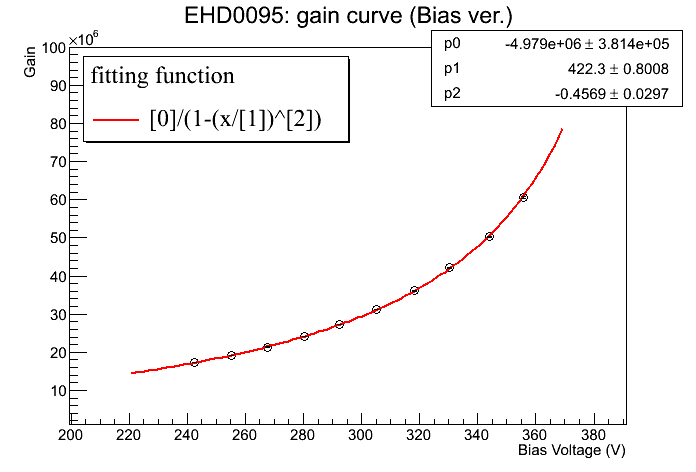 EHD0095: gain curve (Bias ver.)
×10^6
Gain
p0 -4.979e+06 ± 3.814e+05
p1 422.3 ± 0.8008
p2 -0.4569 ± 0.0297
fitting function
[0]/(1-(x/[1])^[2])
100
90
80
70
60
50
40
30
20
10
200 220 240 260 280 300 320 340 360 380
Bias Voltage (V)